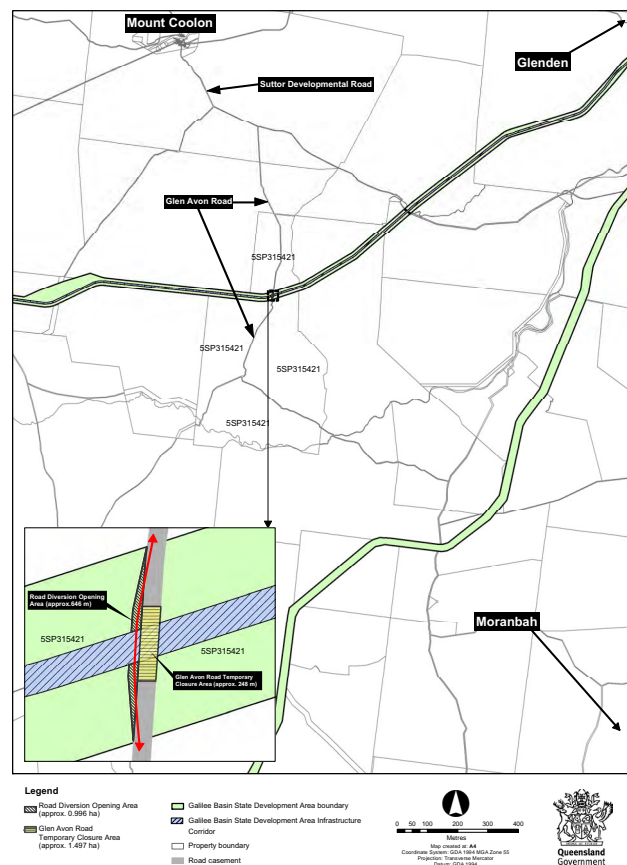 Mount Coolon
Glenden
Suttor Developmental Road
Glen Avon Road
5SP315421
5SP315421
5SP315421
5SP315421
Road Diversion Opening
Area (approx.646 m)
5SP315421
5SP315421
Glen Avon Road Temporary
Closure Area (approx. 248 m)
Moranbah
Legend
Road Diversion Opening Area
(approx. 0.996 ha)
Glen Avon Road
Temporary Closure Area
(approx. 1.497 ha)
Galilee Basin State Development Area boundary
Galilee Basin State Development Area Infrastructure
Corridor
Property boundary
Road casement
0 50 100 200 300 400
Metres
Map created at: A4
Coordinate System: GDA 1994 MGA Zone 55
Projection: Transverse Mercator
Datum: GDA 1994
Queensland
Government